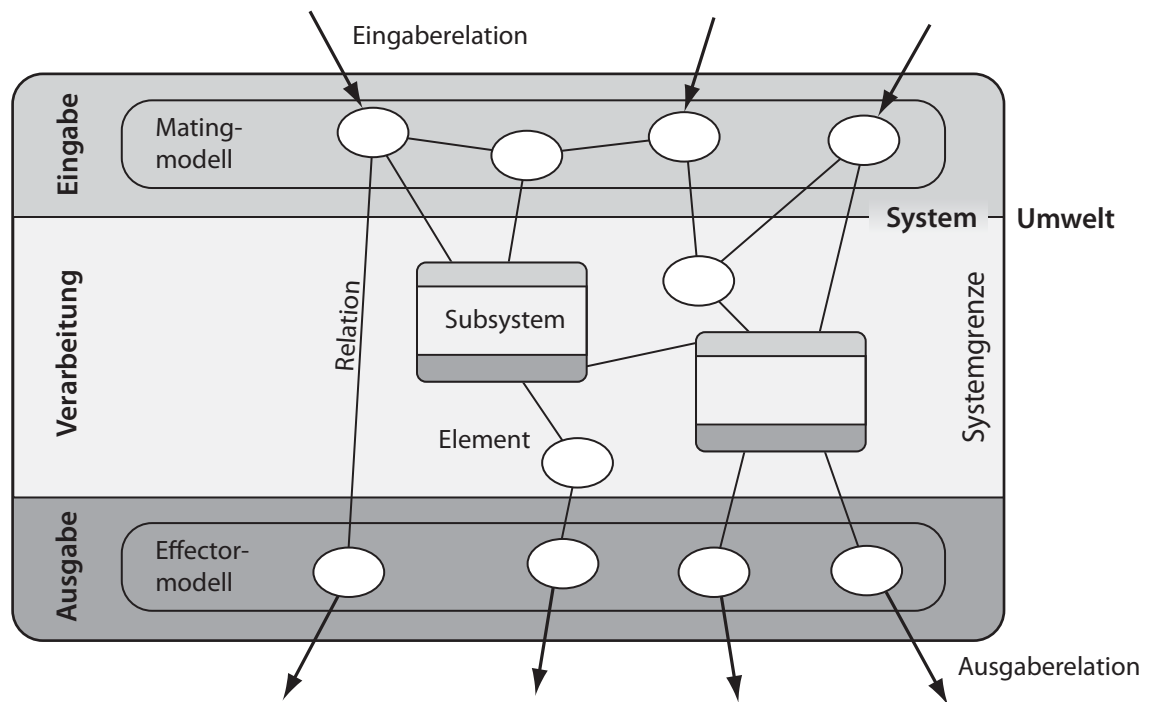 Eingaberelation
Eingabe
Mating-
modell
System
Umwelt
Verarbeitung
Relation
Subsystem
Systemgrenze
Element
Ausgabe
Effector-
modell
Ausgaberelation